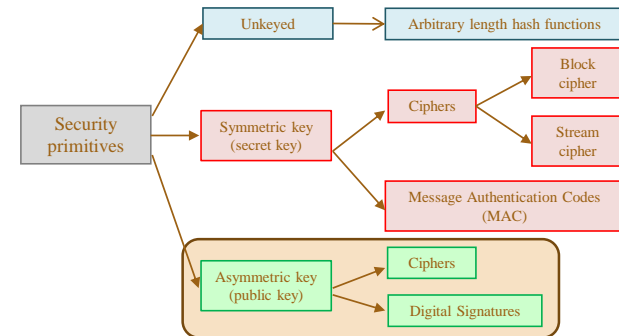 Unkeyed
Arbitrary length hash functions
Block
cipher
Ciphers
Security
primitives
Symmetric key
(secret key)
Stream
cipher
Message Authentication Codes
(MAC)
Ciphers
Asymmetric key
(public key)
Digital Signatures